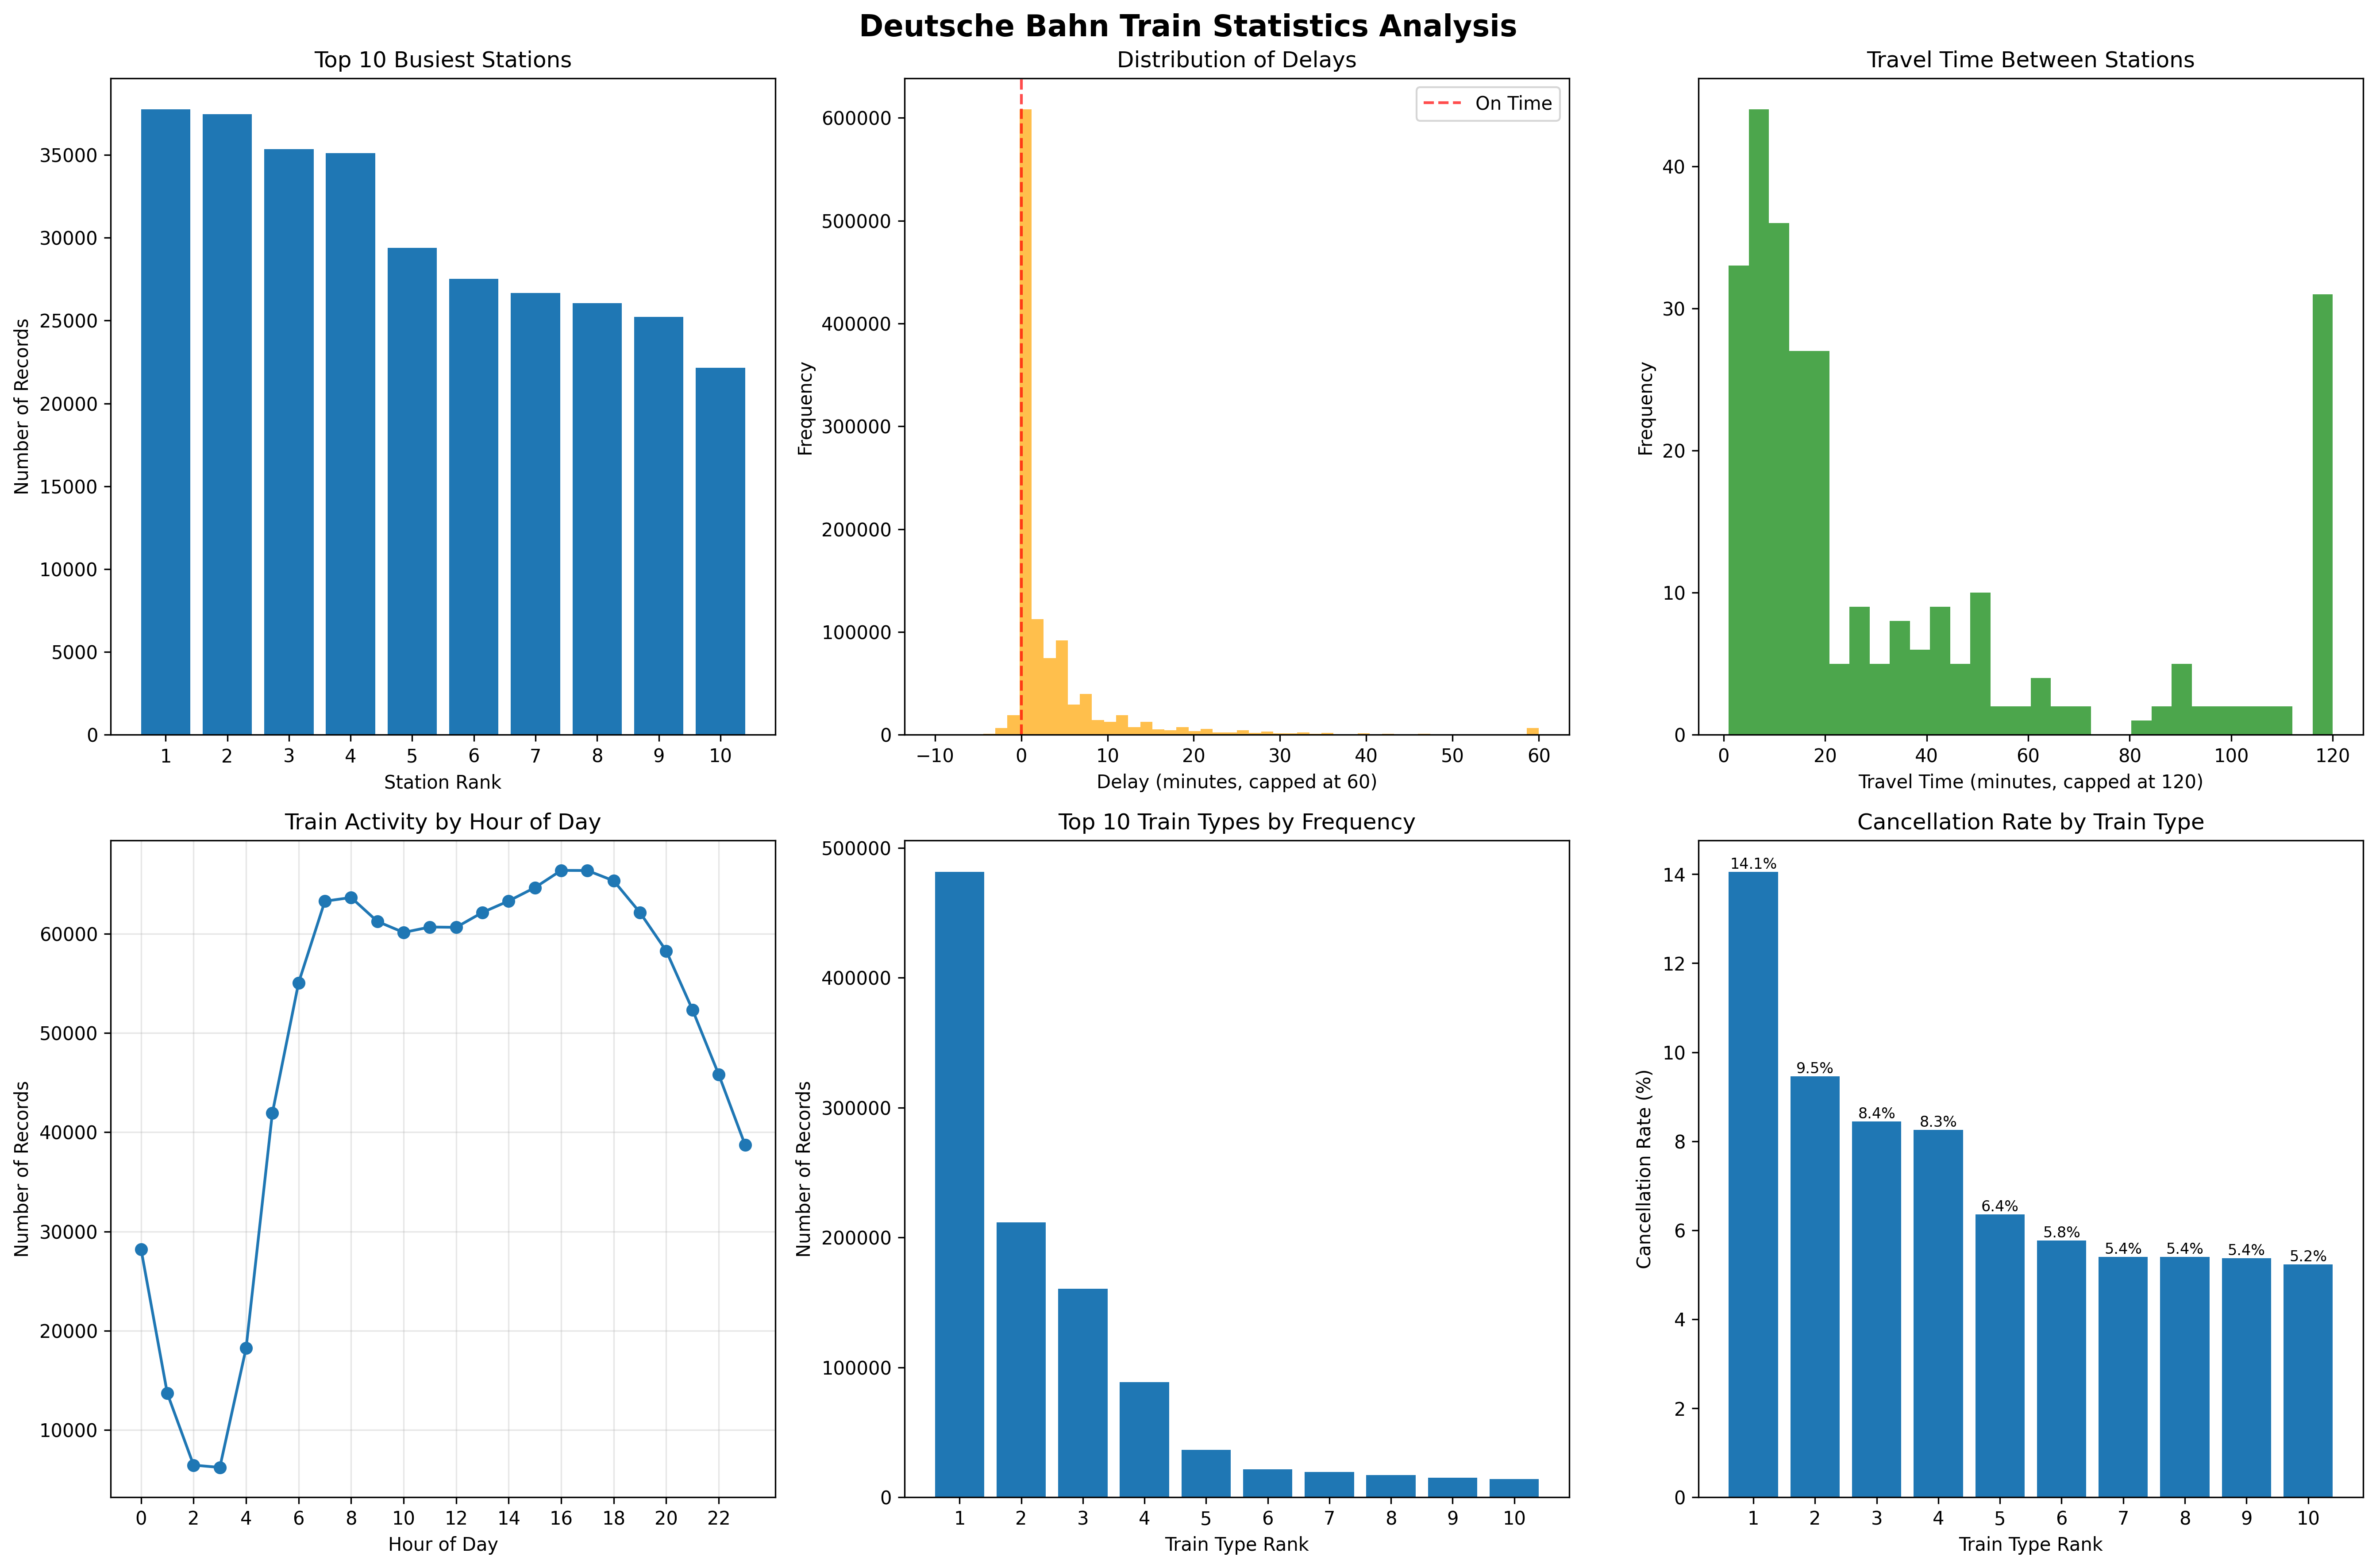 Deutsche Bahn Train Statistics Analysis
Top 10 Busiest Stations
Number of Records
35000
30000
25000
20000
15000
10000
5000
0
1 2 3 4 5 6 7 8 9 10
Station Rank
Distribution of Delays
On Time
Frequency
600000
500000
400000
300000
200000
100000
0
−10 0 10 20 30 40 50 60
Delay (minutes, capped at 60)
Travel Time Between Stations
Frequency
40
30
20
10
0
0 20 40 60 80 100 120
Travel Time (minutes, capped at 120)
Train Activity by Hour of Day
Number of Records
60000
50000
40000
30000
20000
10000
0 2 4 6 8 10 12 14 16 18 20 22
Hour of Day
Top 10 Train Types by Frequency
Number of Records
500000
400000
300000
200000
100000
0
1 2 3 4 5 6 7 8 9 10
Train Type Rank
Cancellation Rate by Train Type
Cancellation Rate (%)
14
12
10
8
6
4
2
0
14.1%
9.5%
8.4%
8.3%
6.4%
5.8%
5.4%
5.4%
5.4%
5.2%
1 2 3 4 5 6 7 8 9 10
Train Type Rank